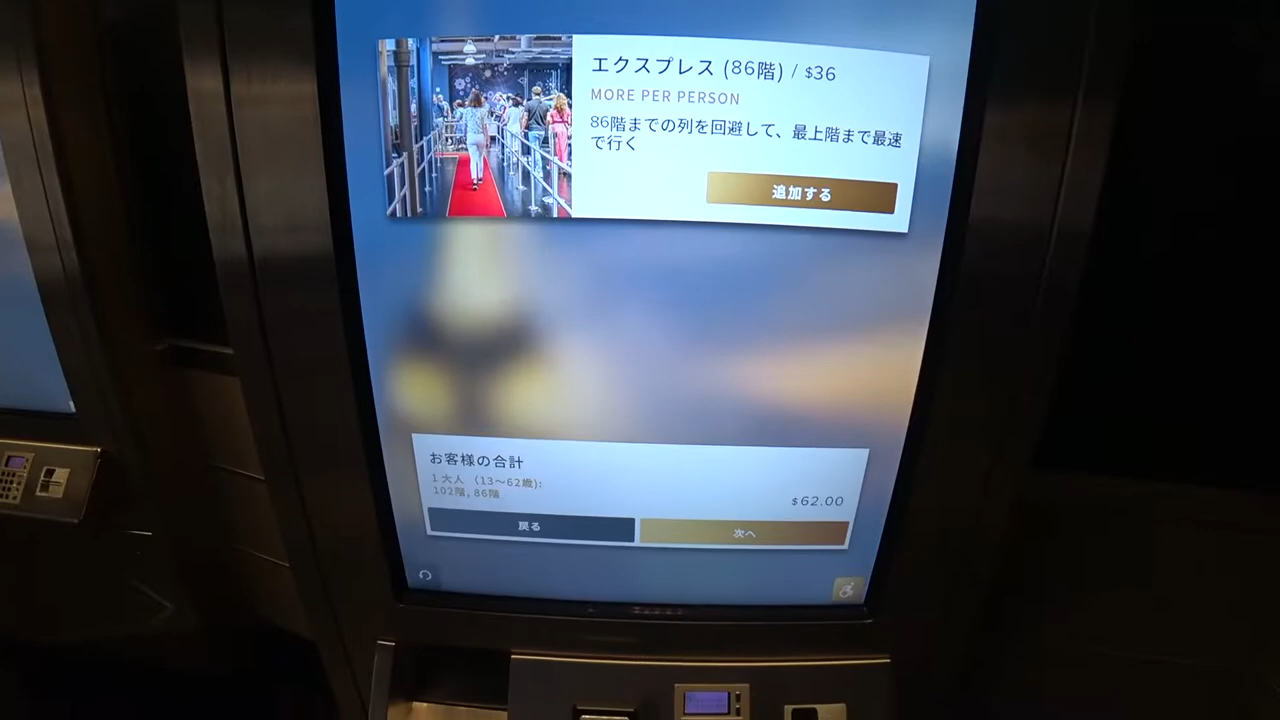 エクスプレス (86階) / $36
MORE PER PERSON
86階までの列を回避して、最上階まで最速
で行く
追加する
お客様の合計
1 大人 (13～62歳):
102階, 86階
$62.00
戻る
次へ